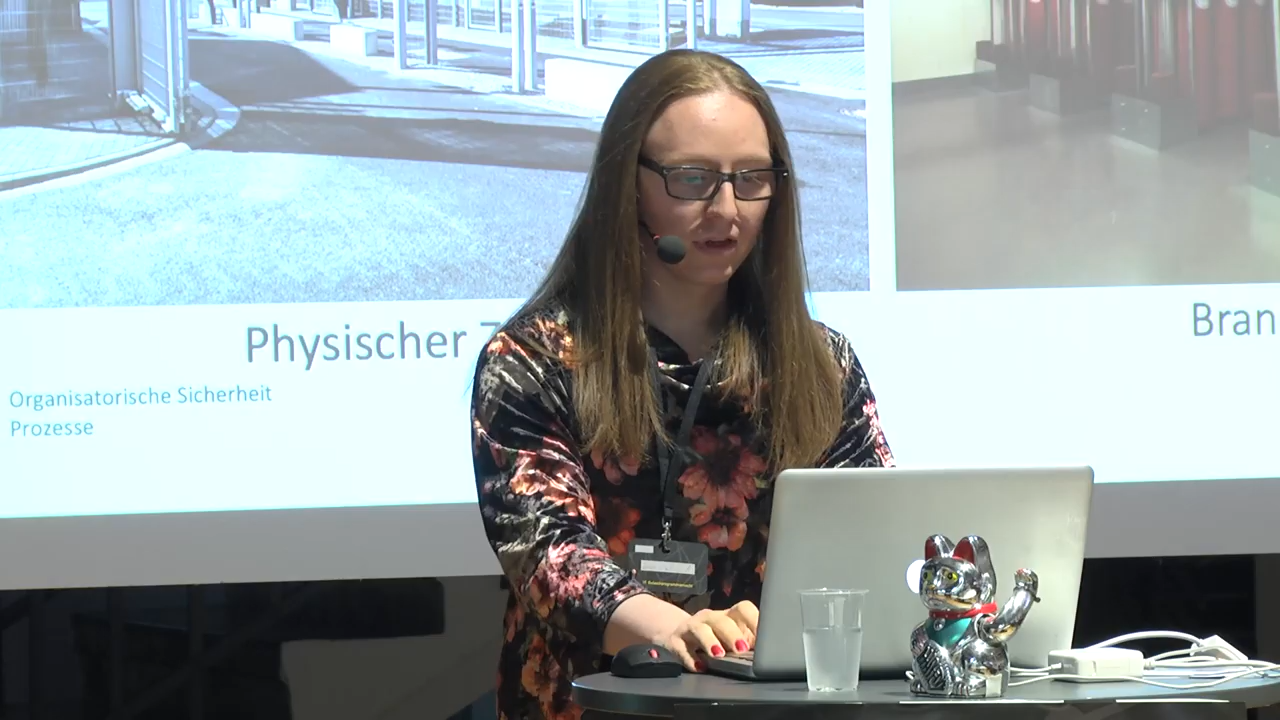 Physischer
Bran
Organisatorische Sicherheit
Prozesse